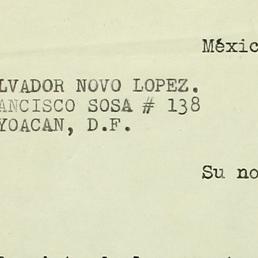 Méxic
LVADOR NOVO LOPEZ.
ANCISCO SOSA # 138
YOACAN, D.F.
Su no